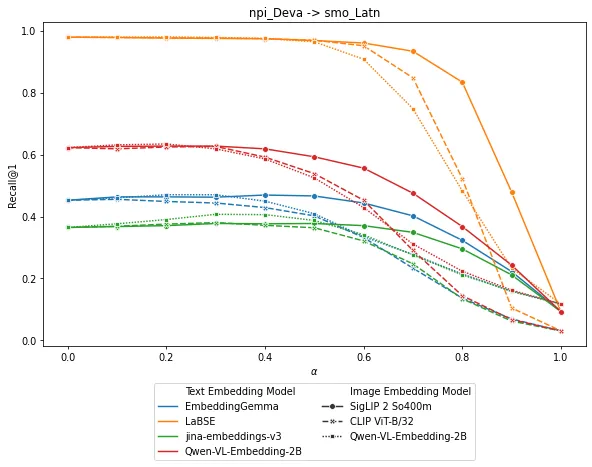 npi_Deva -> smo_Latn
1.0
0.8
0.6
0.4
0.2
0.0
Recall@1
0.0 0.2 0.4 0.6 0.8 1.0
α
Text Embedding Model Image Embedding Model
EmbeddingGemma SigLIP 2 So400m
LaBSE CLIP ViT-B/32
jina-embeddings-v3 Qwen-VL-Embedding-2B
Qwen-VL-Embedding-2B